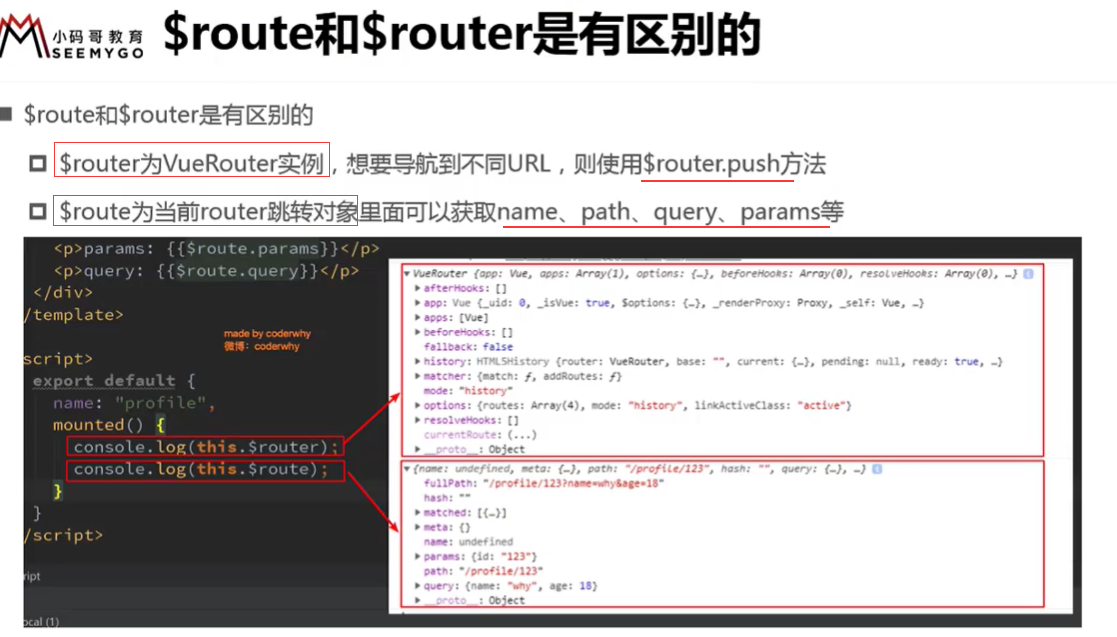 小码哥教育
SEEMYGO
$route和$router是有区别的
$route和$router是有区别的
$router为VueRouter实例，想要导航到不同URL，则使用$router.push方法
$route为当前router跳转对象里面可以获取name、path、query、params等
<p>params: {{$route.params}}</p>
<p>query: {{$route.query}}</p>
</div>
/template>
made by coderwhy
微博：coderwhy
script>
export default {
name: "profile",
mounted() {
console.log(this.$router);
console.log(this.$route);
}
}
/script>
ript
ocal (1)
▼VueRouter {app: Vue, apps: Array(1), options: {…}, beforeHooks: Array(0), resolveHooks: Array(0), …} i
▶afterHooks: []
▶app: Vue {_uid: 0, _isVue: true, $options: {…}, _renderProxy: Proxy, _self: Vue, …}
▶apps: [Vue]
▶beforeHooks: []
fallback: false
▶history: HTML5History {router: VueRouter, base: "", current: {…}, pending: null, ready: true, …}
▶matcher: {match: ƒ, addRoutes: ƒ}
mode: "history"
▶options: {routes: Array(4), mode: "history", linkActiveClass: "active"}
▶resolveHooks: []
currentRoute: (...)
▶__proto__: Object
▼{name: undefined, meta: {…}, path: "/profile/123", hash: "", query: {…}, …} i
fullPath: "/profile/123?name=why&age=18"
hash: ""
▶matched: [{…}]
▶meta: {}
name: undefined
▶params: {id: "123"}
path: "/profile/123"
▶query: {name: "why", age: 18}
▶__proto__: Object